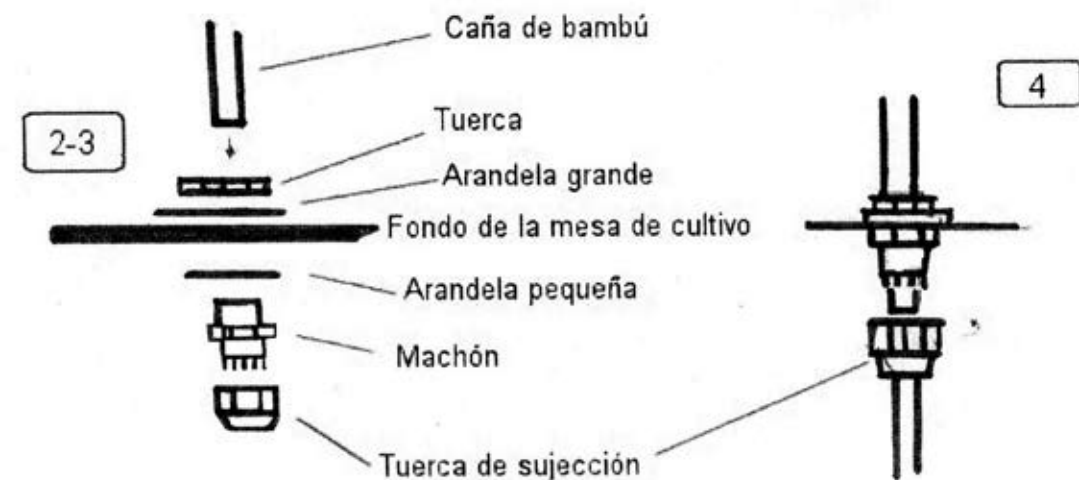 Caña de bambú
4
2-3
Tuerca
Arandela grande
Fondo de la mesa de cultivo
Arandela pequeña
Machón
Tuerca de sujección